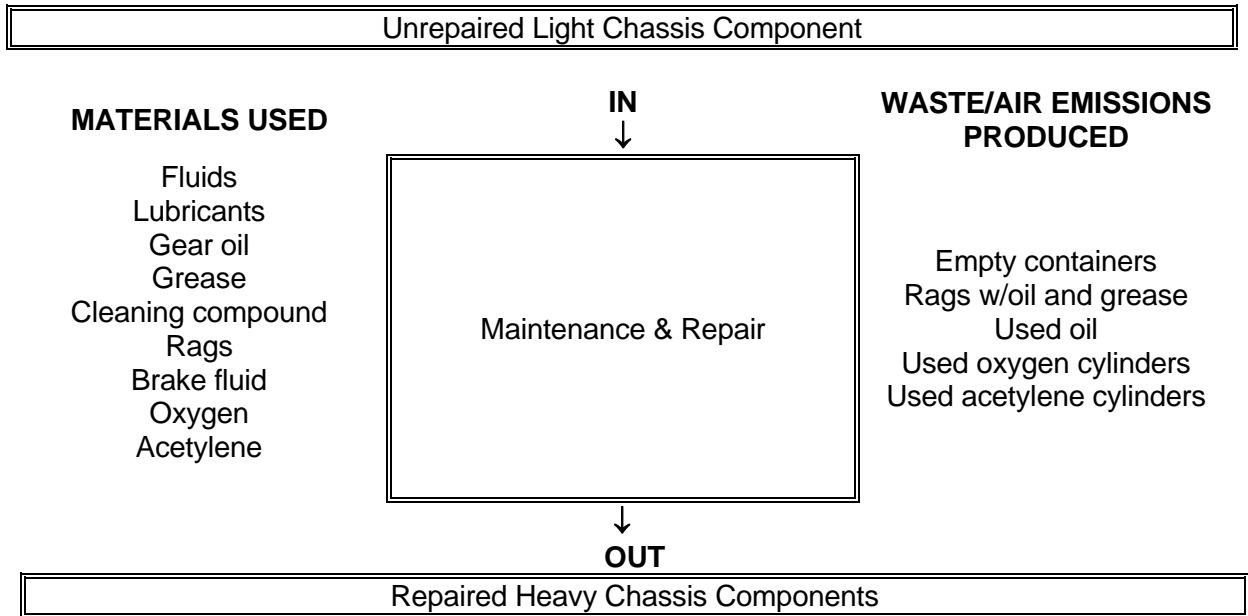 Unrepaired Light Chassis Component
MATERIALS USED
Fluids
Lubricants
Gear oil
Grease
Cleaning compound
Rags
Brake fluid
Oxygen
Acetylene
IN
↓
Maintenance & Repair
↓
OUT
WASTE/AIR EMISSIONS
PRODUCED
Empty containers
Rags w/oil and grease
Used oil
Used oxygen cylinders
Used acetylene cylinders
Repaired Heavy Chassis Components